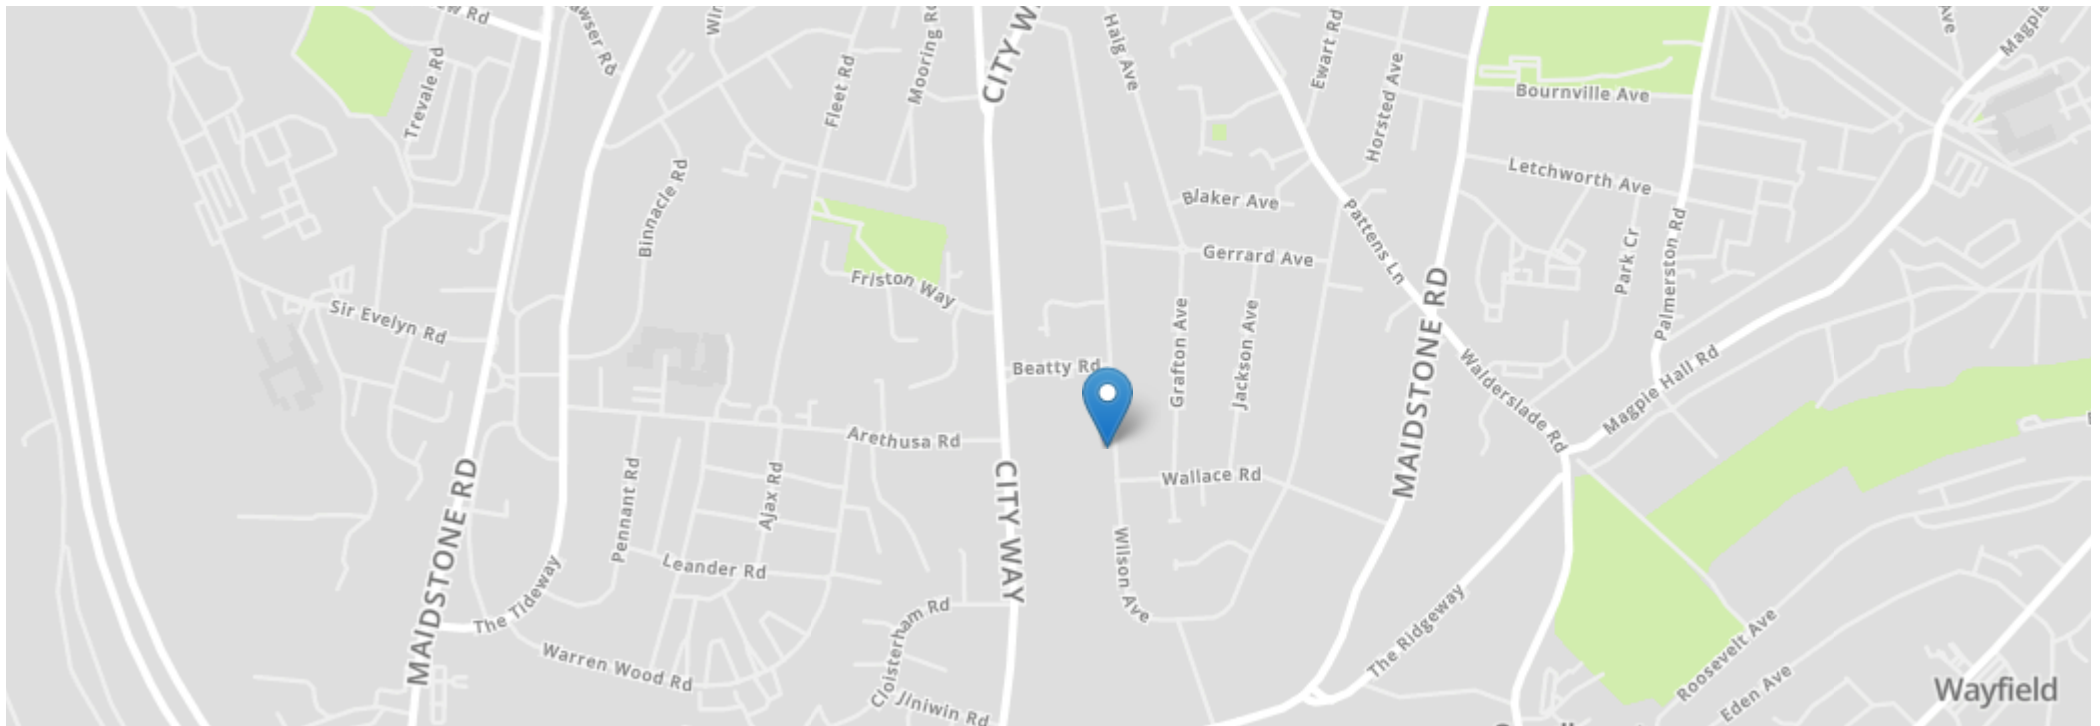 Trevale Rd
Fleet Rd
Mooring Rd
CITY W
Haig Ave
Ewart Rd
Horsted Ave
Bournville Ave
Letchworth Ave
Binnacle Rd
Blaker Ave
Pattens Ln
Gerrard Ave
Park Cr
Palmerston Rd
Friston Way
Sir Evelyn Rd
Beatty Rd
Grafton Ave
Jackson Ave
MAIDSTONE RD
Walderslade Rd
Magpie Hall Rd
Magpie
Ave
Arethusa Rd
MAIDSTONE RD
CITY WAY
Wallace Rd
Pennant Rd
Ajax Rd
Leander Rd
Wilson Ave
The Tideway
Warren Wood Rd
Cloisterham Rd
JIniwin Rd
The Ridgeway
Roosevelt Ave
Eden Ave
Wayfield